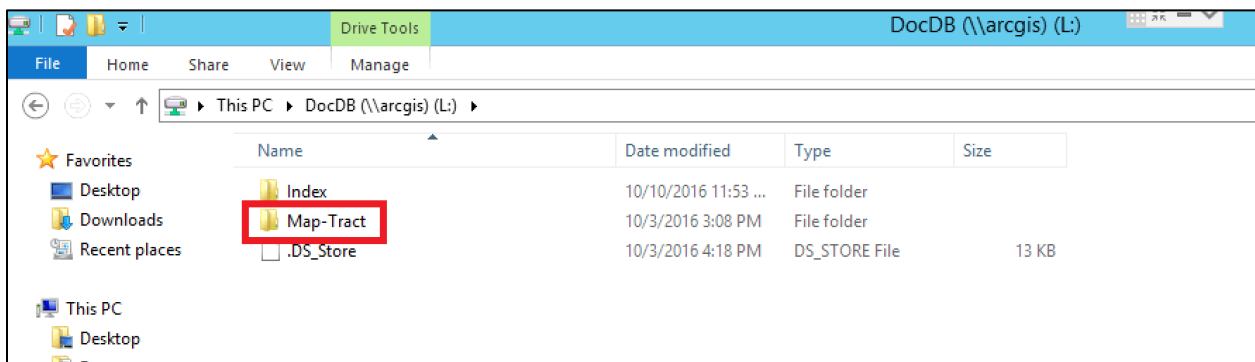 Drive Tools DocDB (\\arcgis) (L:)
File Home Share View Manage
This PC DocDB (\\arcgis) (L:)
Name Date modified Type Size
Favorites
Desktop Index 10/10/2016 11:53 ... File folder
Downloads Map-Tract 10/3/2016 3:08 PM File folder
Recent places .DS_Store 10/3/2016 4:18 PM DS_STORE File 13 KB
This PC
Desktop